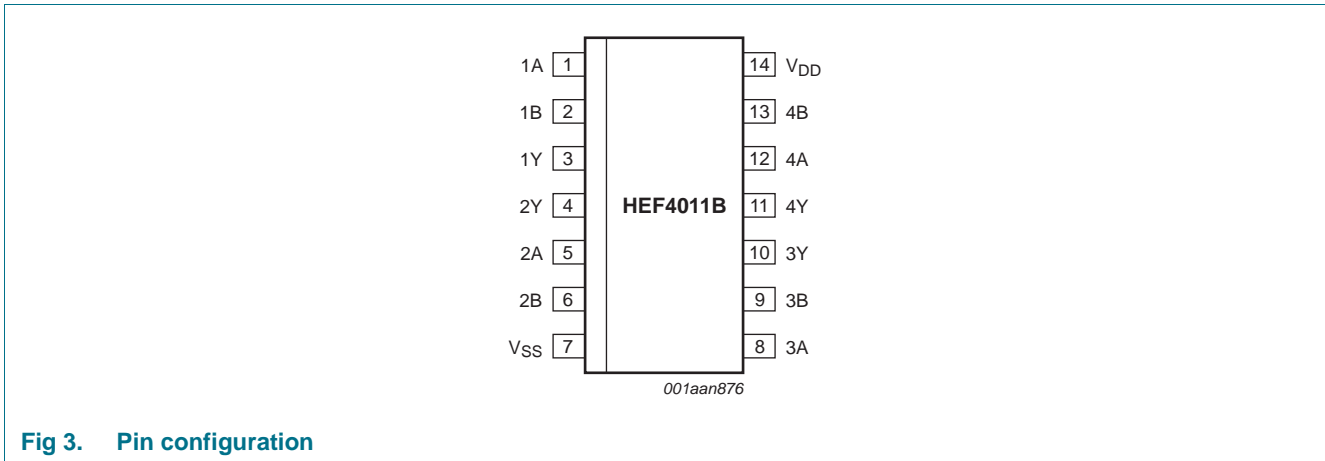 1A 1 14 VDD
1B 2 13 4B
1Y 3 12 4A
2Y 4 HEF4011B 11 4Y
2A 5 10 3Y
2B 6 9 3B
VSS 7 8 3A
001aan876
Fig 3. Pin configuration